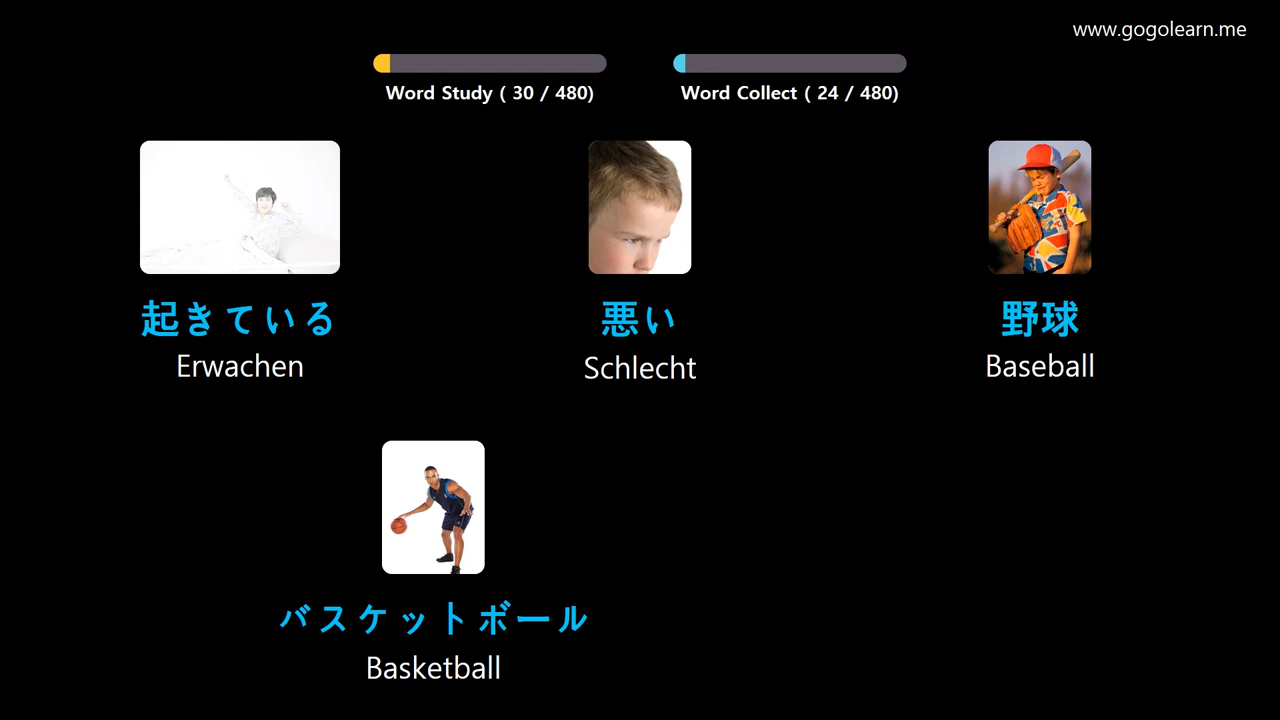 www.gogolearn.me
Word Study ( 30 / 480)
Word Collect ( 24 / 480)
起きている
Erwachen
悪い
Schlecht
野球
Baseball
バスケットボール
Basketball